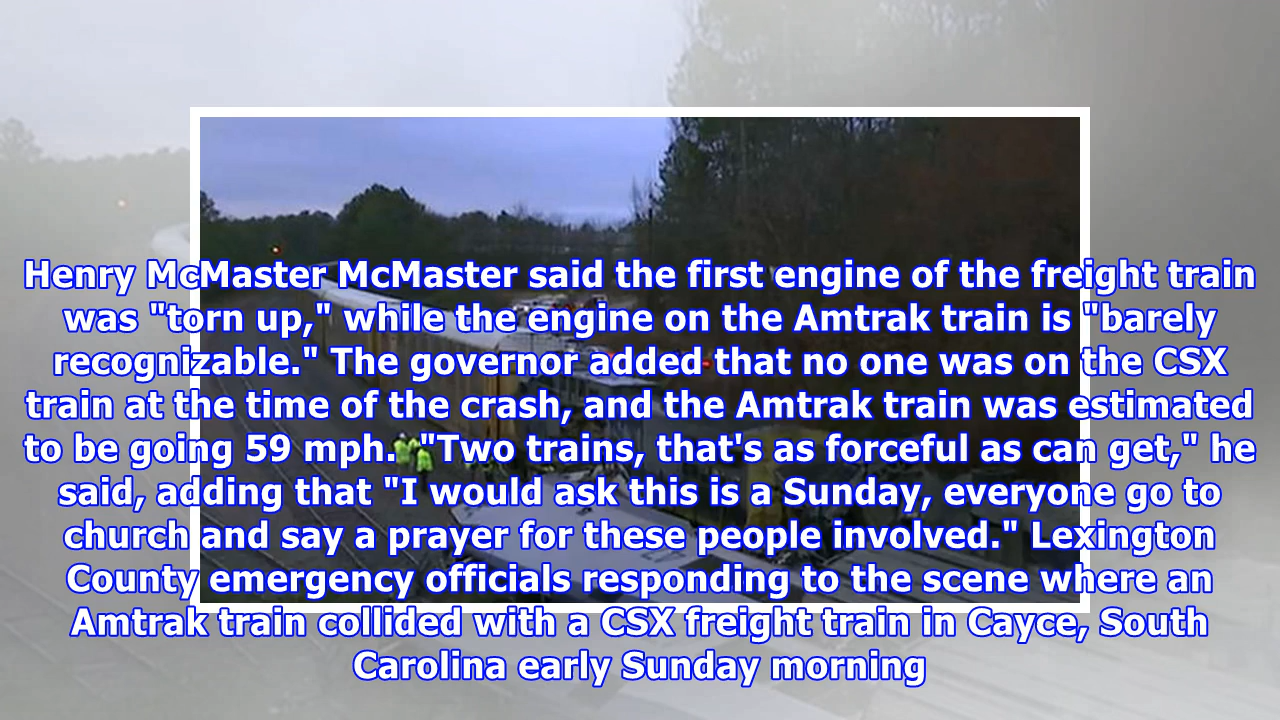 Henry McMaster McMaster said the first engine of the freight train
was "torn up," while the engine on the Amtrak train is "barely
recognizable." The governor added that no one was on the CSX
train at the time of the crash, and the Amtrak train was estimated
to be going 59 mph. "Two trains, that's as forceful as can get," he
said, adding that "I would ask this is a Sunday, everyone go to
church and say a prayer for these people involved." Lexington
County emergency officials responding to the scene where an
Amtrak train collided with a CSX freight train in Cayce, South
Carolina early Sunday morning